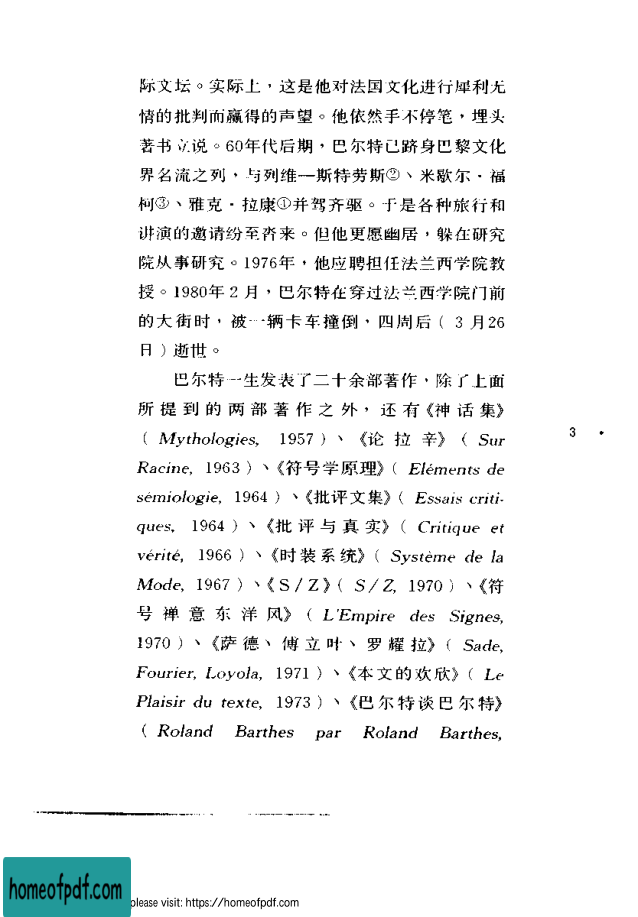 际文坛。实际上，这是他对法国文化进行犀利无
情的批判而赢得的声望。他依然手不停笔，埋头
著书立说。60年代后期，巴尔特已跻身巴黎文化
界名流之列，与列维—斯特劳斯②、米歇尔·福
柯③、雅克·拉康①并驾齐驱。于是各种旅行和
讲演的邀请纷至沓来。但他更愿幽居，躲在研究
院从事研究。1976年，他应聘担任法兰西学院教
授。1980年2月，巴尔特在穿过法兰西学院门前
的大街时，被一辆卡车撞倒，四周后（3月26
日）逝世。
巴尔特一生发表了二十余部著作，除了上面
所提到的两部著作之外，还有《神话集》
（Mythologies, 1957）、《论拉辛》（Sur
Racine, 1963）、《符号学原理》（Eléments de
sémiologie, 1964）、《批评文集》（Essais criti-
ques, 1964）、《批评与真实》（Critique et
vérité, 1966）、《时装系统》（Système de la
Mode, 1967）、《S/Z》（S/Z, 1970）、《符
号禅意东洋风》（L'Empire des Signes,
1970）、《萨德、傅立叶、罗耀拉》（Sade,
Fourier, Loyola, 1971）、《本文的欢欣》（Le
Plaisir du texte, 1973）、《巴尔特谈巴尔特》
（Roland Barthes par Roland Barthes,
3 ·
homeofpdf.com
please visit: https://homeofpdf.com